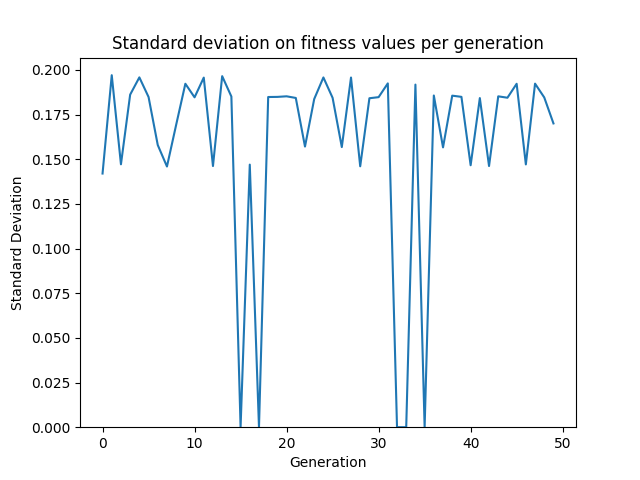 Standard deviation on fitness values per generation
0.200
0.175
0.150
0.125
0.100
0.075
0.050
0.025
0.000
Standard Deviation
0 10 20 30 40 50
Generation